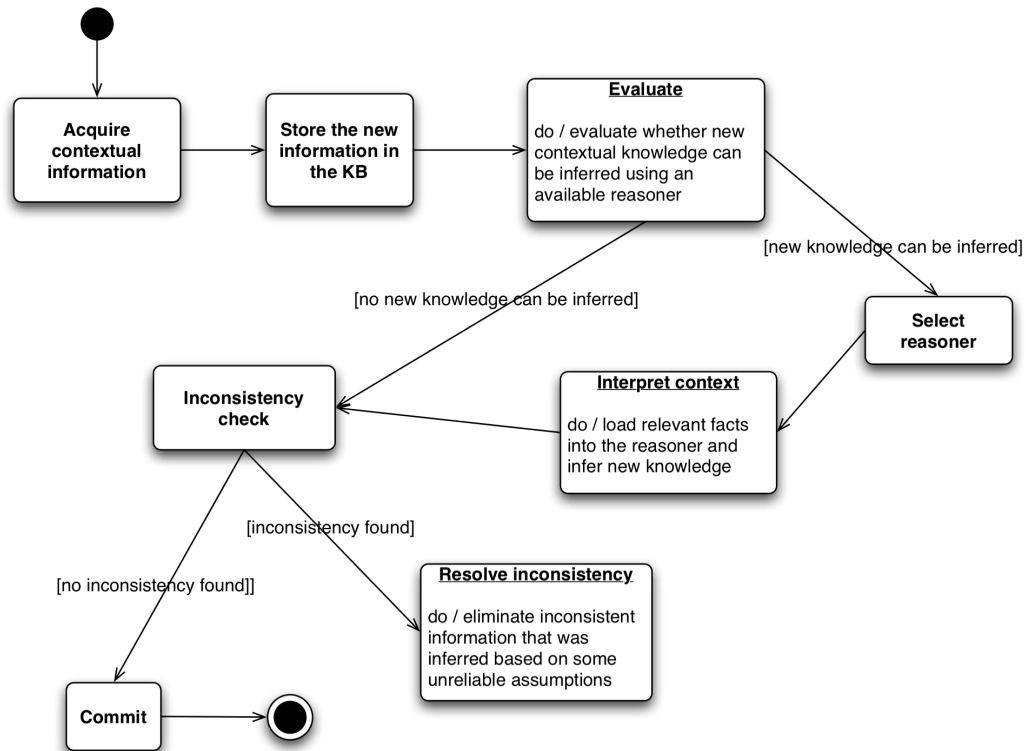 Acquire
contextual
information
Store the new
information in
the KB
Evaluate
do / evaluate whether new
contextual knowledge can
be inferred using an
available reasoner
[new knowledge can be inferred]
[no new knowledge can be inferred]
Select
reasoner
Inconsistency
check
Interpret context
do / load relevant facts
into the reasoner and
infer new knowledge
[inconsistency found]
[no inconsistency found]]
Resolve inconsistency
do / eliminate inconsistent
information that was
inferred based on some
unreliable assumptions
Commit